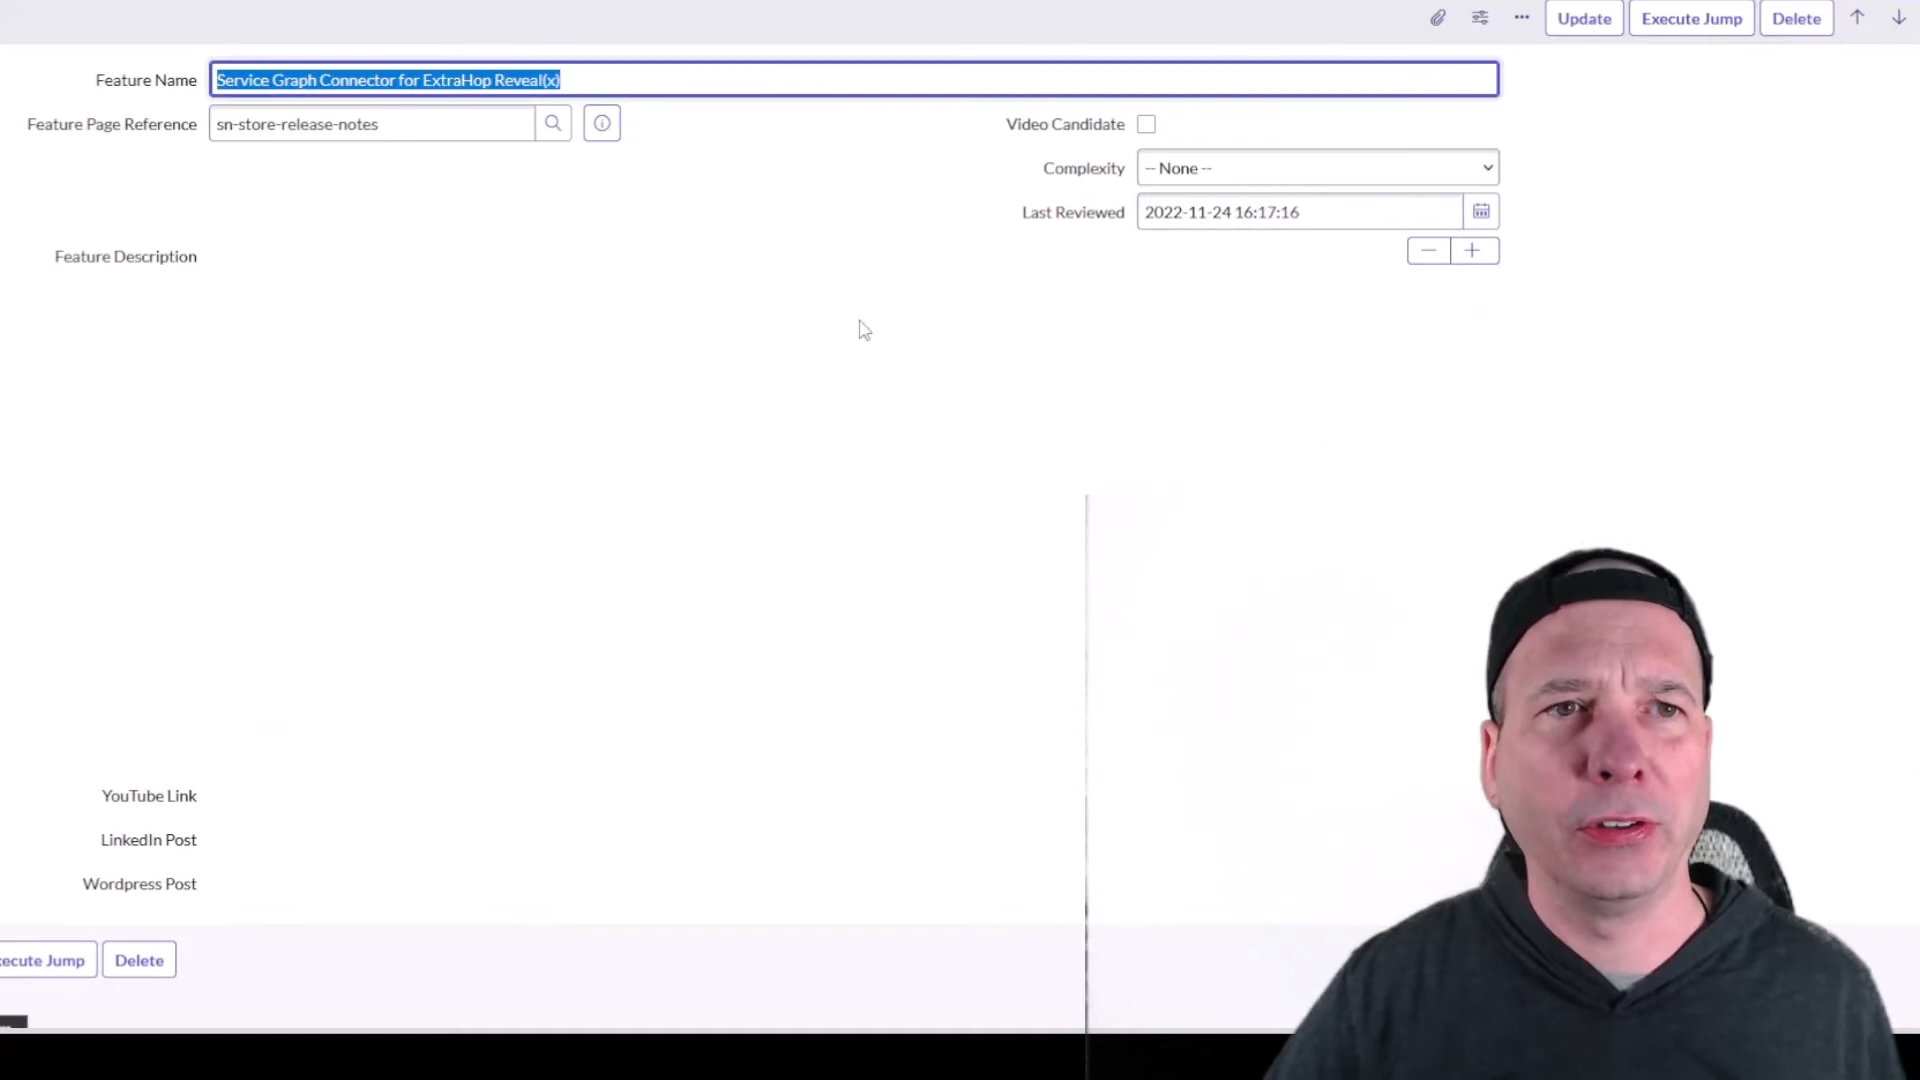 Update Execute Jump Delete
Feature Name Service Graph Connector for ExtraHop Reveal(x)
Feature Page Reference sn-store-release-notes Video Candidate
Complexity -- None --
Last Reviewed 2022-11-24 16:17:16
Feature Description
YouTube Link
LinkedIn Post
Wordpress Post
ecute Jump Delete